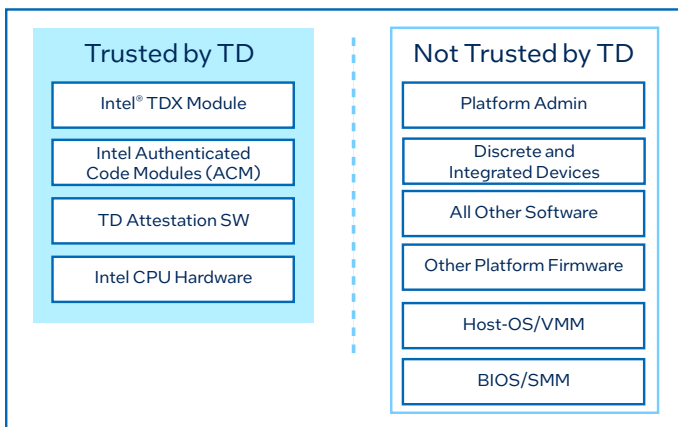 Trusted by TD
Intel® TDX Module
Intel Authenticated
Code Modules (ACM)
TD Attestation SW
Intel CPU Hardware
Not Trusted by TD
Platform Admin
Discrete and
Integrated Devices
All Other Software
Other Platform Firmware
Host-OS/VMM
BIOS/SMM